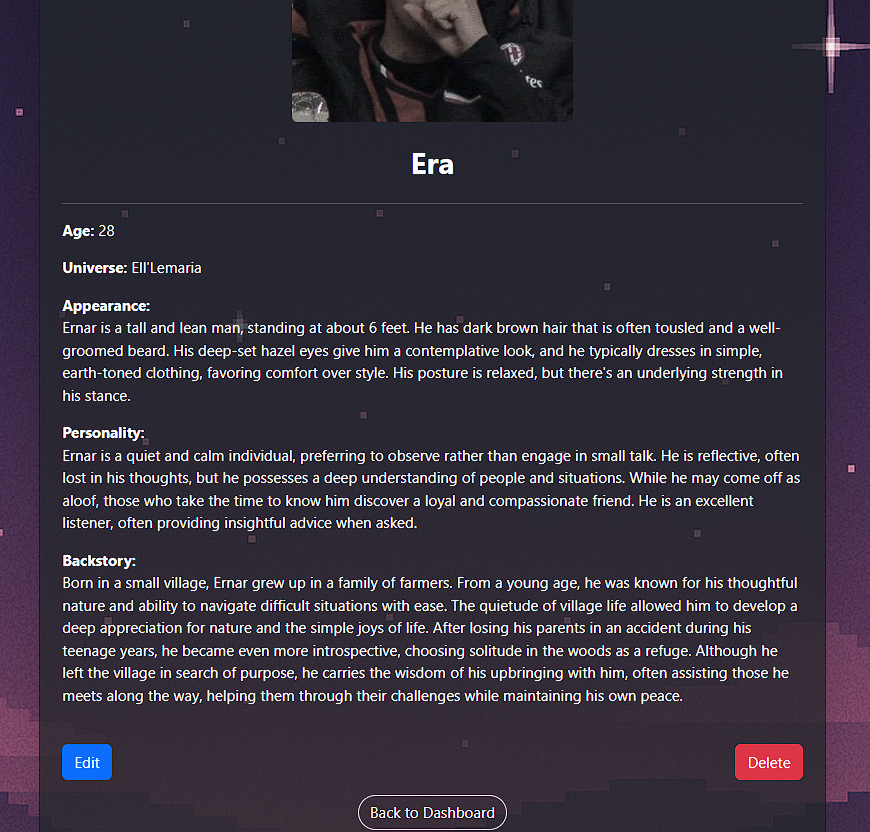 tes
Era
Age: 28
Universe: Ell'Lemaria
Appearance:
Ernar is a tall and lean man, standing at about 6 feet. He has dark brown hair that is often tousled and a well-
groomed beard. His deep-set hazel eyes give him a contemplative look, and he typically dresses in simple,
earth-toned clothing, favoring comfort over style. His posture is relaxed, but there's an underlying strength in
his stance.
Personality:
Ernar is a quiet and calm individual, preferring to observe rather than engage in small talk. He is reflective, often
lost in his thoughts, but he possesses a deep understanding of people and situations. While he may come off as
aloof, those who take the time to know him discover a loyal and compassionate friend. He is an excellent
listener, often providing insightful advice when asked.
Backstory:
Born in a small village, Ernar grew up in a family of farmers. From a young age, he was known for his thoughtful
nature and ability to navigate difficult situations with ease. The quietude of village life allowed him to develop a
deep appreciation for nature and the simple joys of life. After losing his parents in an accident during his
teenage years, he became even more introspective, choosing solitude in the woods as a refuge. Although he
left the village in search of purpose, he carries the wisdom of his upbringing with him, often assisting those he
meets along the way, helping them through their challenges while maintaining his own peace.
Edit
Delete
Back to Dashboard